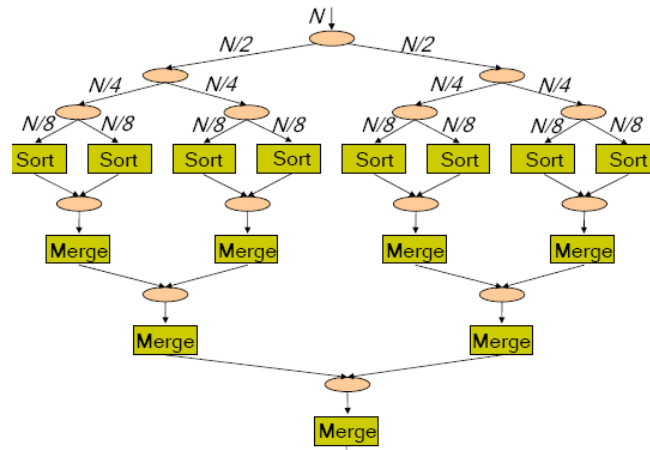 N
N/2 N/2
N/4 N/4 N/4 N/4
N/8 N/8 N/8 N/8 N/8 N/8 N/8 N/8
Sort Sort Sort Sort Sort Sort Sort Sort
Merge Merge Merge Merge
Merge Merge
Merge